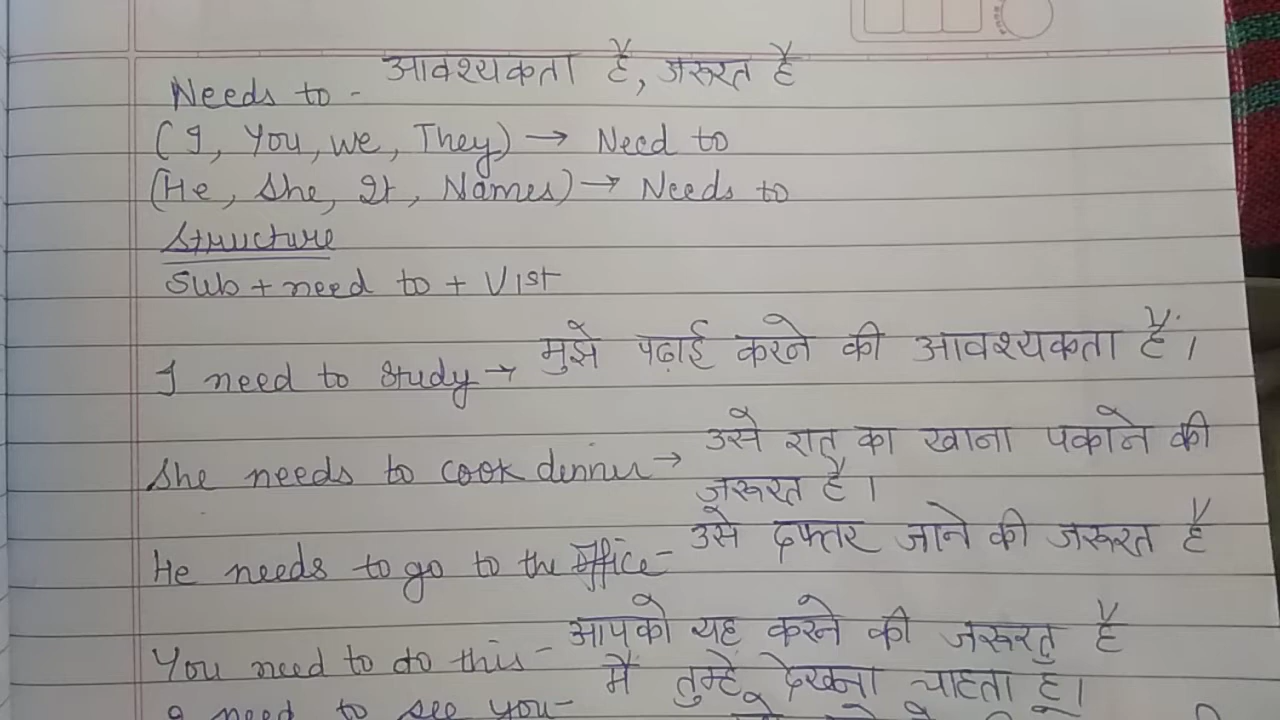 Needs to - आवश्यकता है, जरूरत है
(I, You, we, They) → Need to
(He, She, It, Names) → Needs to
Structure
Sub + need to + V1st
I need to study → मुझे पढ़ाई करने की आवश्यकता है।
She needs to cook dinner → उसे रात का खाना पकाने की
जरूरत है।
He needs to go to the office - उसे दफ्तर जाने की जरूरत है
You need to do this - आपको यह करने की जरूरत है
I need to see you - मैं तुम्हे देखना चाहता हू।